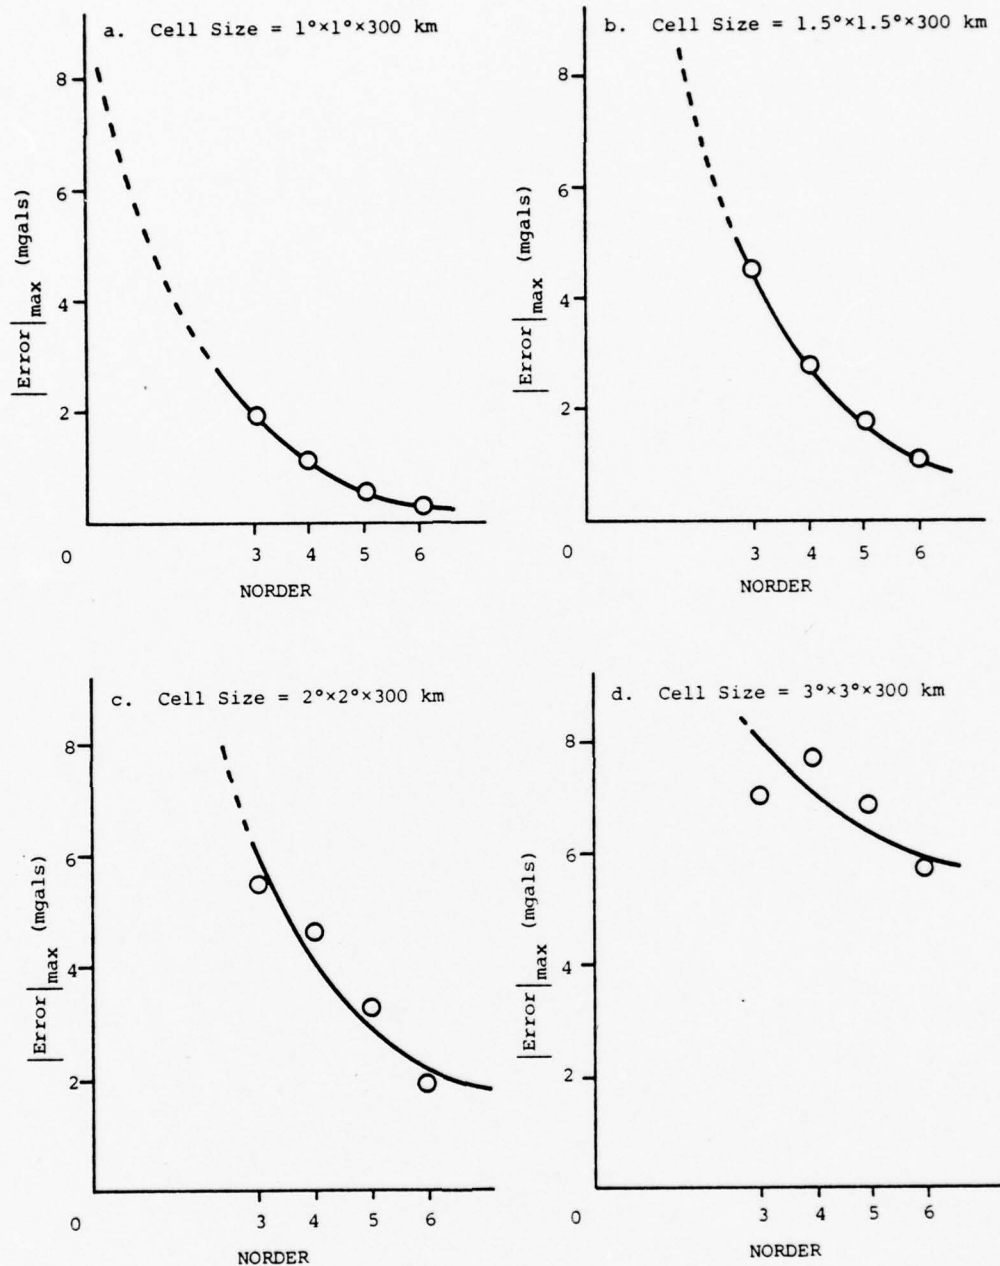 a. Cell Size = 1°×1°×300 km
8
6
4
2
0
3 4 5 6
NORDER
|Error|max (mgals)
b. Cell Size = 1.5°×1.5°×300 km
8
6
4
2
0
3 4 5 6
NORDER
|Error|max (mgals)
c. Cell Size = 2°×2°×300 km
8
6
4
2
0
3 4 5 6
NORDER
|Error|max (mgals)
d. Cell Size = 3°×3°×300 km
8
6
4
2
0
3 4 5 6
NORDER
|Error|max (mgals)